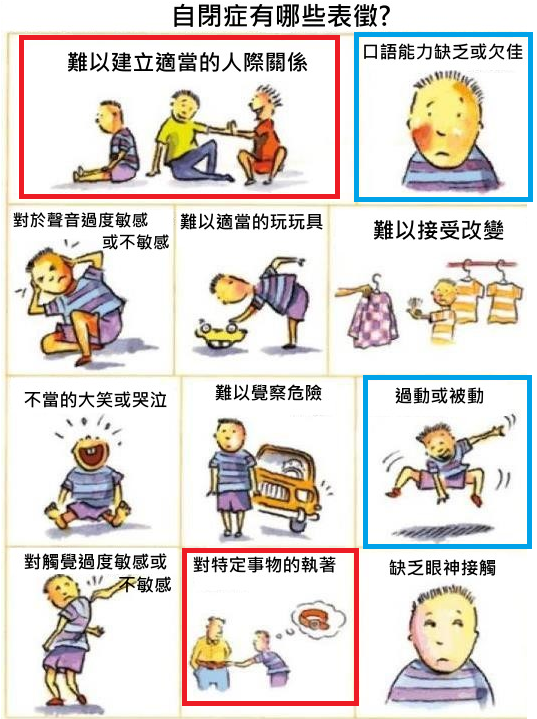 自閉症有哪些表徵?
難以建立適當的人際關係
口語能力缺乏或欠佳
對於聲音過度敏感
或不敏感
難以適當的玩玩具
難以接受改變
不當的大笑或哭泣
難以覺察危險
過動或被動
對觸覺過度敏感或
不敏感
對特定事物的執著
缺乏眼神接觸